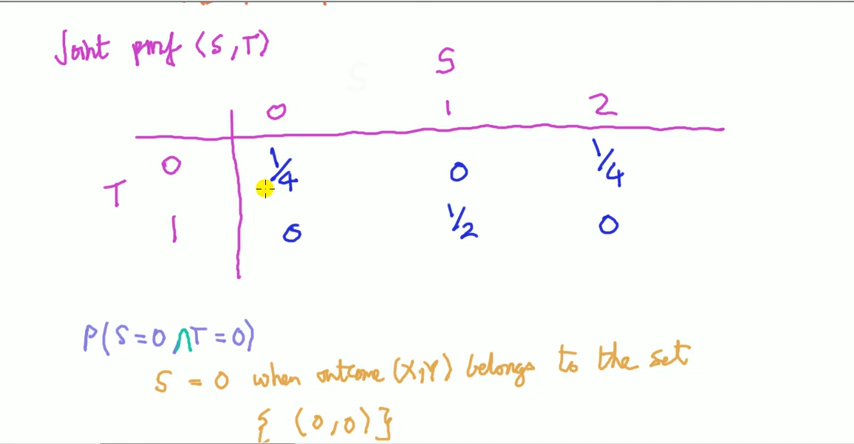 Joint pmf (S,T)
S
0 1 2
0 1/4 0 1/4
T
1 0 1/2 0
P(S=0 ∩ T=0)
S = 0 when outcome (X,Y) belongs to the set
{ (0,0) }